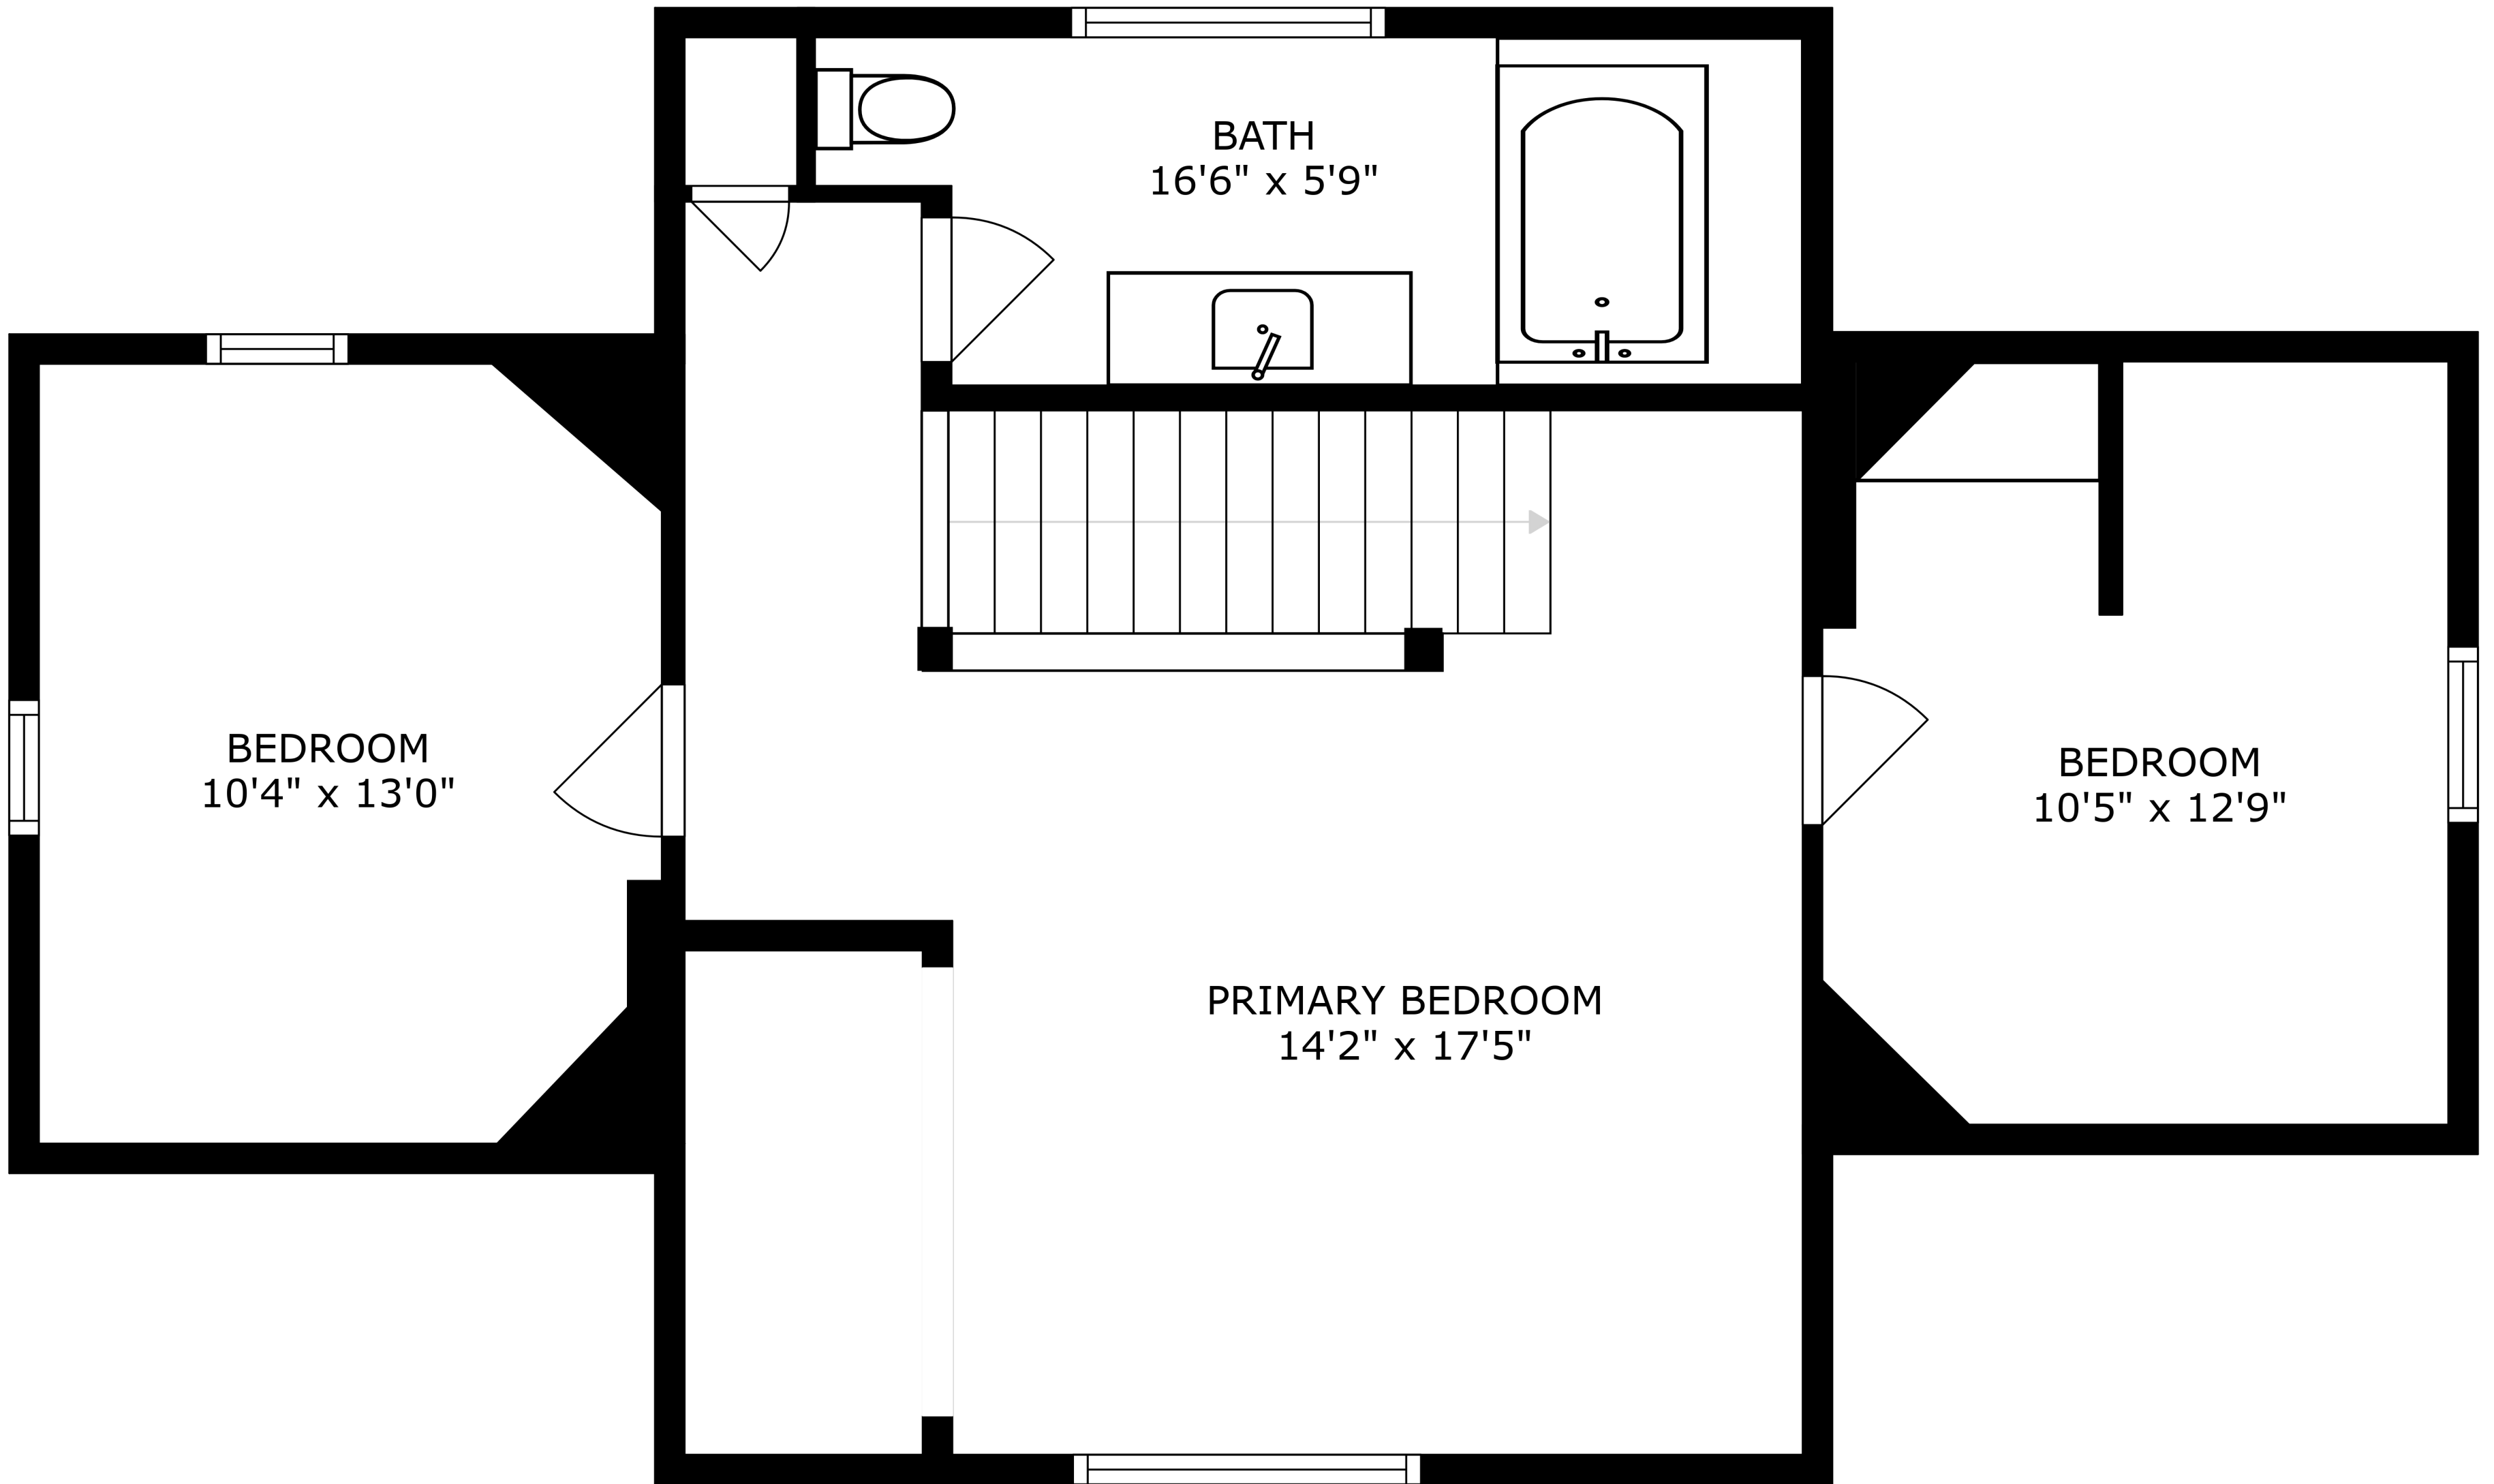 BATH
16'6" x 5'9"
BEDROOM
10'4" x 13'0"
BEDROOM
10'5" x 12'9"
PRIMARY BEDROOM
14'2" x 17'5"